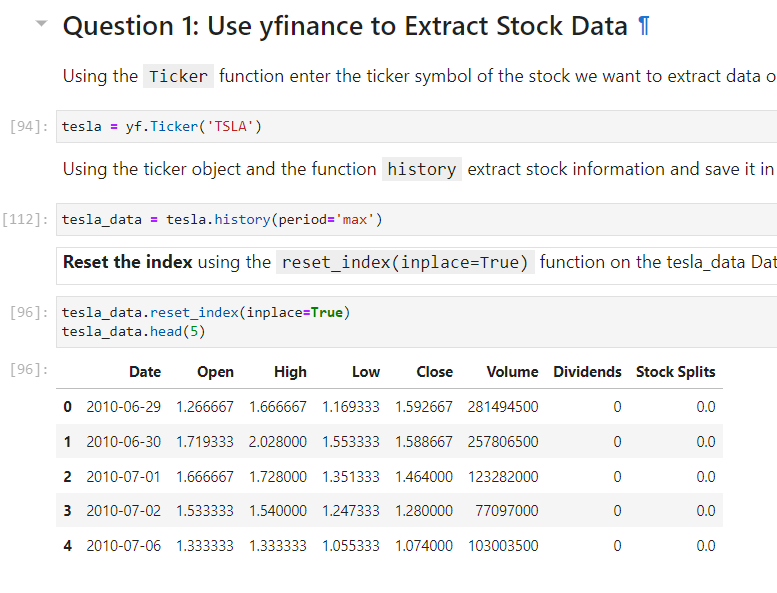 Question 1: Use yfinance to Extract Stock Data ¶
Using the Ticker function enter the ticker symbol of the stock we want to extract data o
[94]: tesla = yf.Ticker('TSLA')
Using the ticker object and the function history extract stock information and save it in
[112]: tesla_data = tesla.history(period='max')
Reset the index using the reset_index(inplace=True) function on the tesla_data Dat
[96]: tesla_data.reset_index(inplace=True)
tesla_data.head(5)
[96]: Date Open High Low Close Volume Dividends Stock Splits
0 2010-06-29 1.266667 1.666667 1.169333 1.592667 281494500 0 0.0
1 2010-06-30 1.719333 2.028000 1.553333 1.588667 257806500 0 0.0
2 2010-07-01 1.666667 1.728000 1.351333 1.464000 123282000 0 0.0
3 2010-07-02 1.533333 1.540000 1.247333 1.280000 77097000 0 0.0
4 2010-07-06 1.333333 1.333333 1.055333 1.074000 103003500 0 0.0